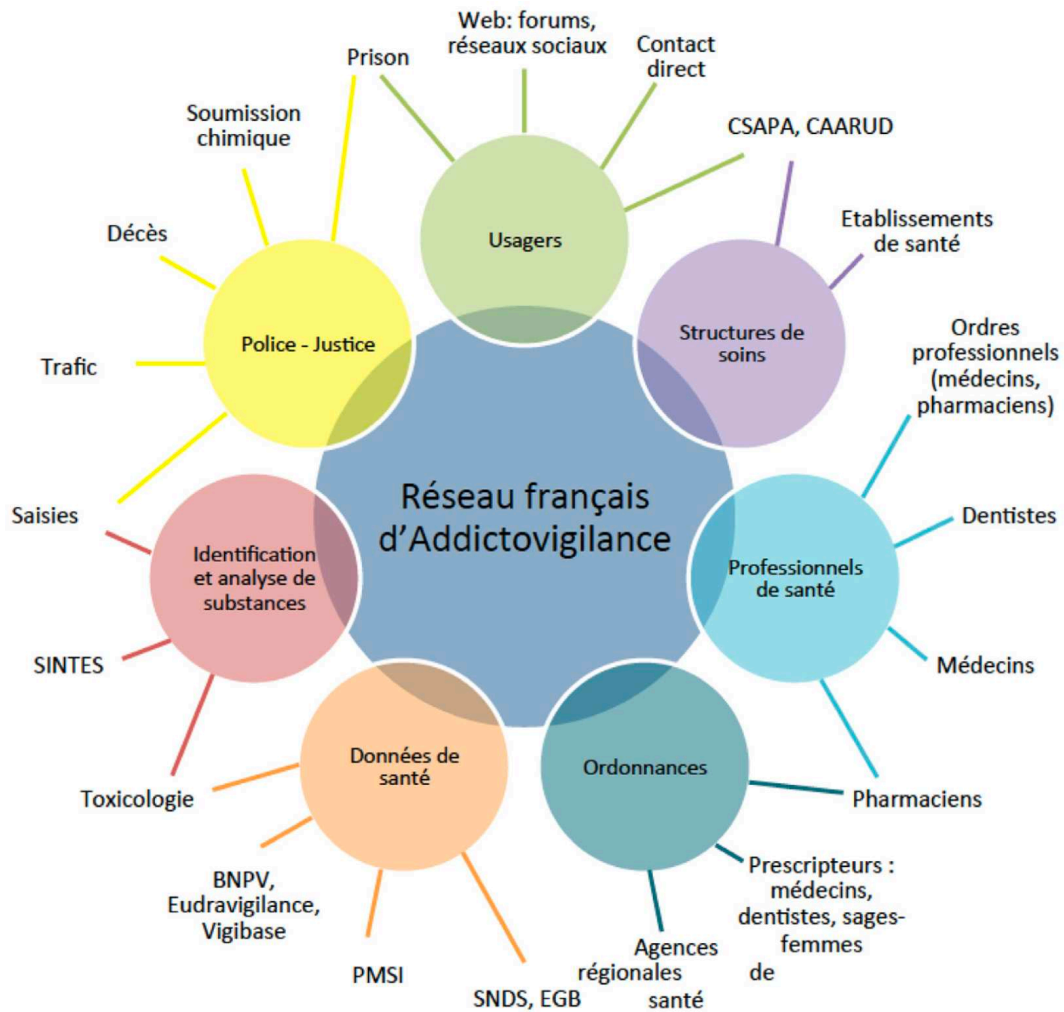 Web: forums,
réseaux sociaux
Prison
Contact
direct
Soumission
chimique
CSAPA, CAARUD
Décès
Usagers
Etablissements
de santé
Police - Justice
Structures de
soins
Ordres
professionnels
(médecins,
pharmaciens)
Trafic
Réseau français
d’Addictovigilance
Saisies
Dentistes
Identification
et analyse de
substances
Professionnels
de santé
SINTES
Médecins
Données de
santé
Ordonnances
Toxicologie
Pharmaciens
BNPV,
Eudravigilance,
Vigibase
Prescripteurs :
médecins,
dentistes, sages-
femmes
PMSI
SNDS, EGB
Agences
régionales de
santé